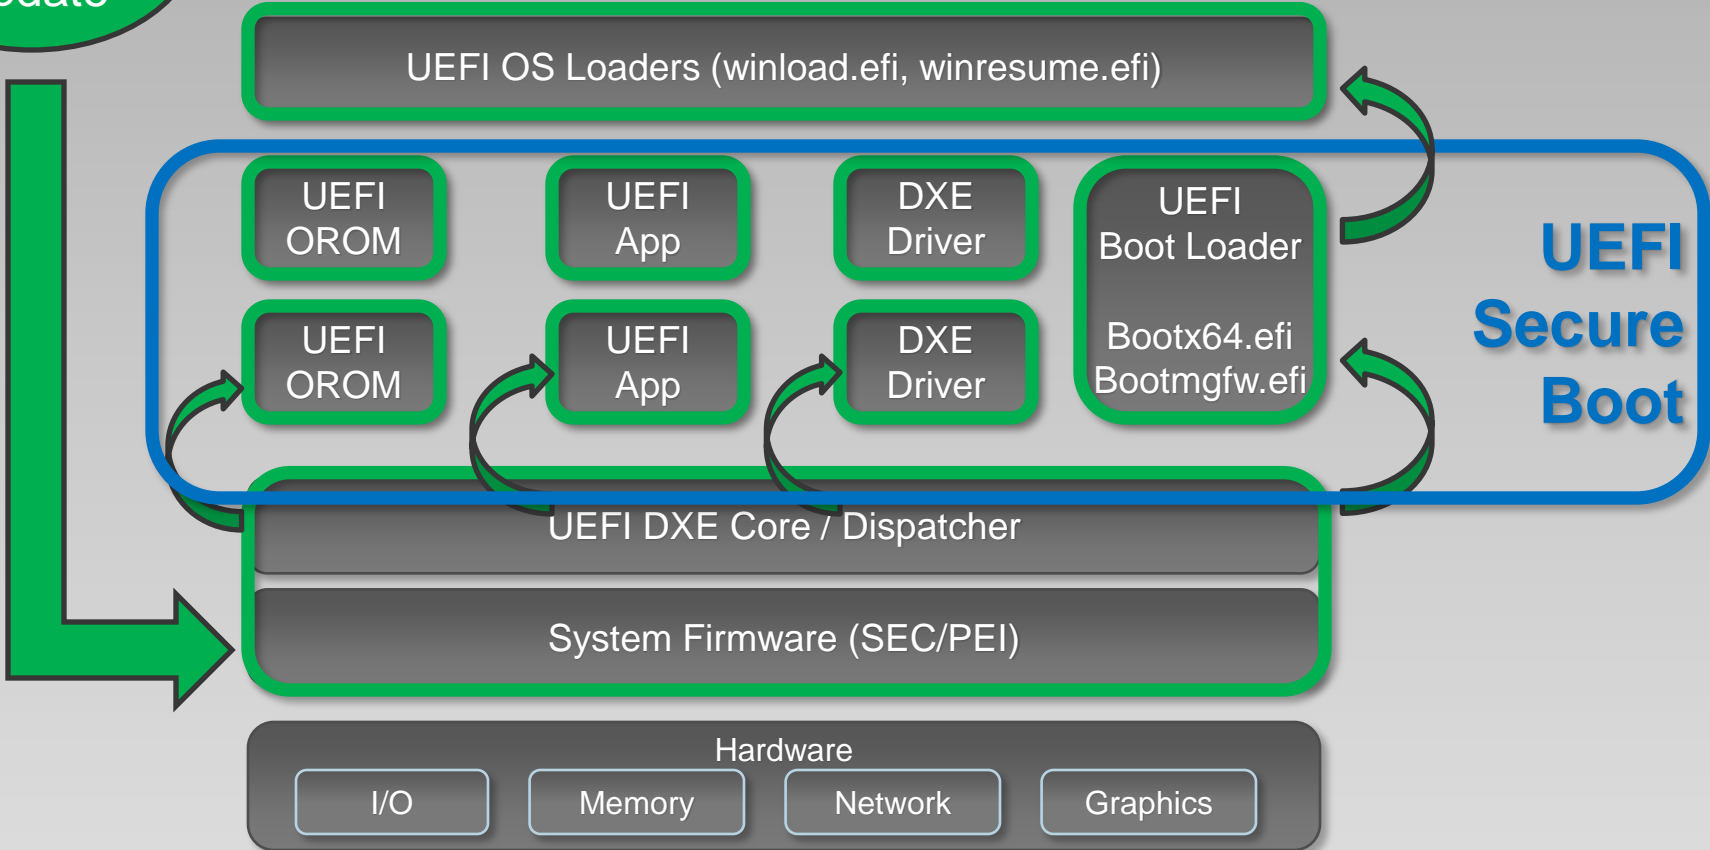 UEFI OS Loaders (winload.efi, winresume.efi)
UEFI
OROM
UEFI
App
DXE
Driver
UEFI
Boot Loader
Bootx64.efi
Bootmgfw.efi
UEFI
OROM
UEFI
App
DXE
Driver
UEFI
Secure
Boot
UEFI DXE Core / Dispatcher
System Firmware (SEC/PEI)
Hardware
I/O
Memory
Network
Graphics